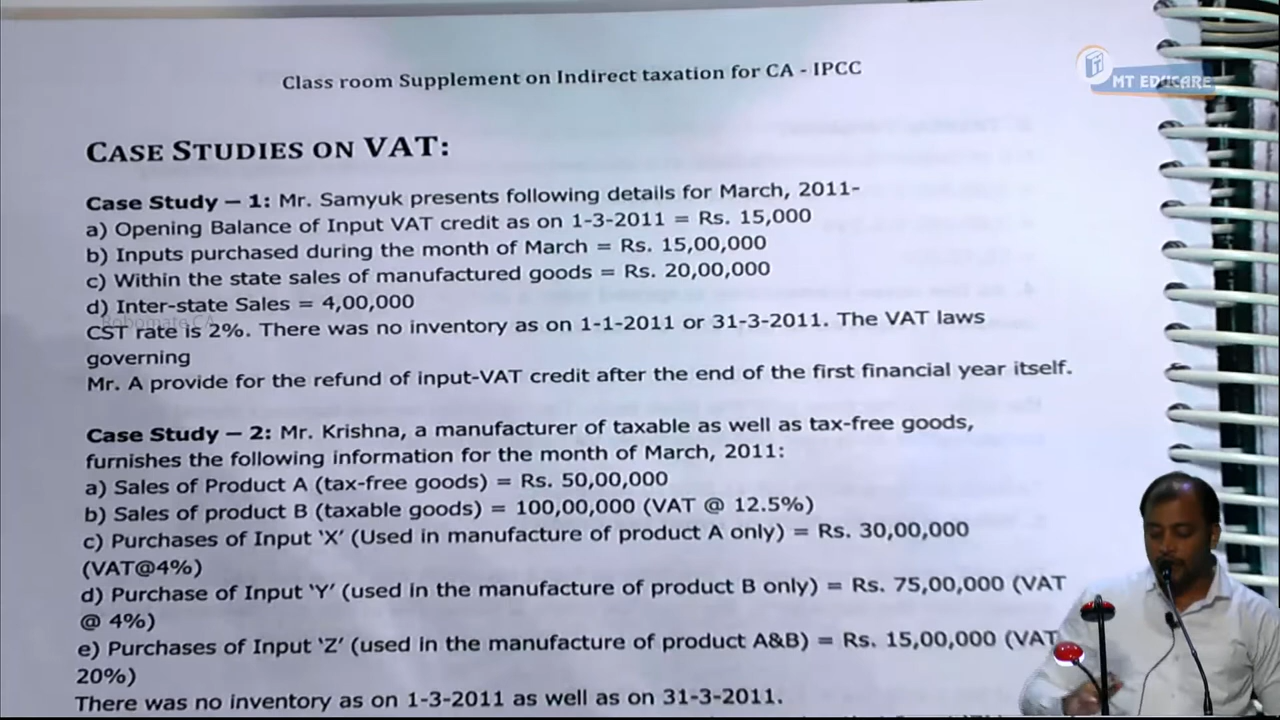 Class room Supplement on Indirect taxation for CA - IPCC
MT EDUCARE
CASE STUDIES ON VAT:
Case Study – 1: Mr. Samyuk presents following details for March, 2011-
a) Opening Balance of Input VAT credit as on 1-3-2011 = Rs. 15,000
b) Inputs purchased during the month of March = Rs. 15,00,000
c) Within the state sales of manufactured goods = Rs. 20,00,000
d) Inter-state Sales = 4,00,000
Robomate CA
CST rate is 2%. There was no inventory as on 1-1-2011 or 31-3-2011. The VAT laws
governing
Mr. A provide for the refund of input-VAT credit after the end of the first financial year itself.
Case Study – 2: Mr. Krishna, a manufacturer of taxable as well as tax-free goods,
furnishes the following information for the month of March, 2011:
a) Sales of Product A (tax-free goods) = Rs. 50,00,000
b) Sales of product B (taxable goods) = 100,00,000 (VAT @ 12.5%)
c) Purchases of Input ‘X’ (Used in manufacture of product A only) = Rs. 30,00,000
(VAT@4%)
d) Purchase of Input ‘Y’ (used in the manufacture of product B only) = Rs. 75,00,000 (VAT
@ 4%)
e) Purchases of Input ‘Z’ (used in the manufacture of product A&B) = Rs. 15,00,000 (VAT
20%)
There was no inventory as on 1-3-2011 as well as on 31-3-2011.